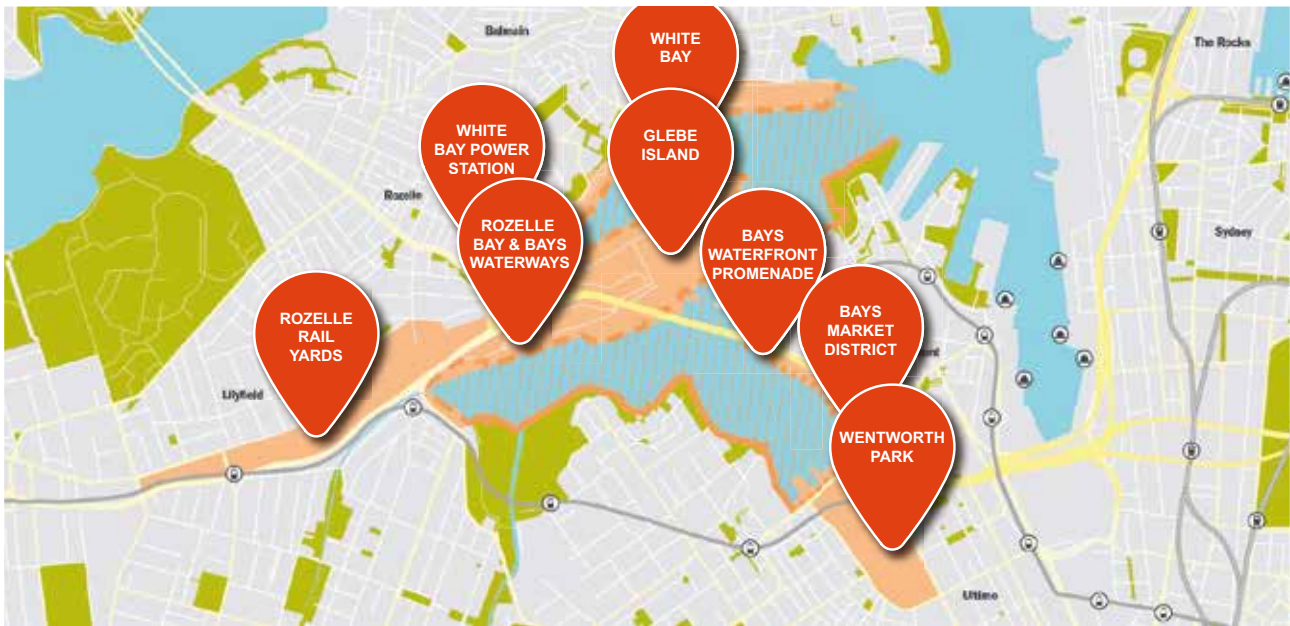 Balmain
The Rocks
WHITE
BAY
WHITE
BAY POWER
STATION
GLEBE
ISLAND
Rozelle
ROZELLE
BAY & BAYS
WATERWAYS
BAYS
WATERFRONT
PROMENADE
Sydney
ROZELLE
RAIL
YARDS
BAYS
MARKET
DISTRICT
Lilyfield
WENTWORTH
PARK
Ultimo